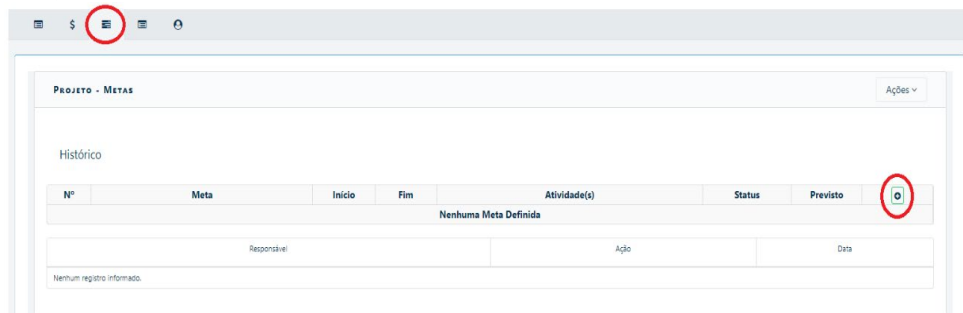 $
PROJETO - METAS
Ações
Histórico
Nº Meta Início Fim Atividade(s) Status Previsto
Nenhuma Meta Definida
Responsável Ação Data
Nenhum registro informado.